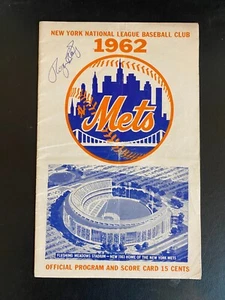 NEW YORK NATIONAL LEAGUE BASEBALL CLUB
1962
Mets
FLUSHING MEADOWS STADIUM — NEW 1963 HOME OF THE NEW YORK METS
OFFICIAL PROGRAM AND SCORE CARD 15 CENTS